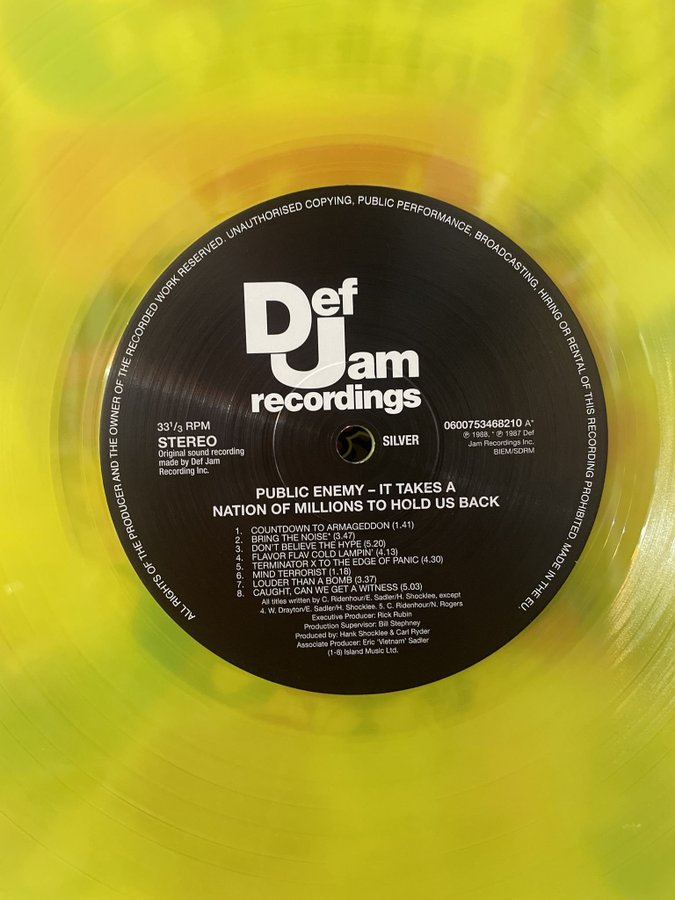 ALL RIGHTS OF THE PRODUCER AND THE OWNER OF THE RECORDED WORK RESERVED. UNAUTHORISED COPYING, PUBLIC PERFORMANCE, BROADCASTING, HIRING OR RENTAL OF THIS RECORDING PROHIBITED. MADE IN THE EU.
Def
Jam
recordings
33 1/3 RPM
STEREO
Original sound recording
made by Def Jam
Recording Inc.
SILVER
0600753468210 A*
℗ 1988, * ℗ 1987 Def
Jam Recordings Inc.
BIEM/SDRM
PUBLIC ENEMY – IT TAKES A
NATION OF MILLIONS TO HOLD US BACK
1. COUNTDOWN TO ARMAGEDDON (1.41)
2. BRING THE NOISE* (3.47)
3. DON'T BELIEVE THE HYPE (5.20)
4. FLAVOR FLAV COLD LAMPIN' (4.13)
5. TERMINATOR X TO THE EDGE OF PANIC (4.30)
6. MIND TERRORIST (1.18)
7. LOUDER THAN A BOMB (3.37)
8. CAUGHT, CAN WE GET A WITNESS (5.03)
All titles written by C. Ridenhour/E. Sadler/H. Shocklee, except
4. W. Drayton/E. Sadler/H. Shocklee. 5. C. Ridenhour/N. Rogers
Executive Producer: Rick Rubin
Production Supervisor: Bill Stephney
Produced by: Hank Shocklee & Carl Ryder
Associate Producer: Eric 'Vietnam' Sadler
(1-8) Island Music Ltd.